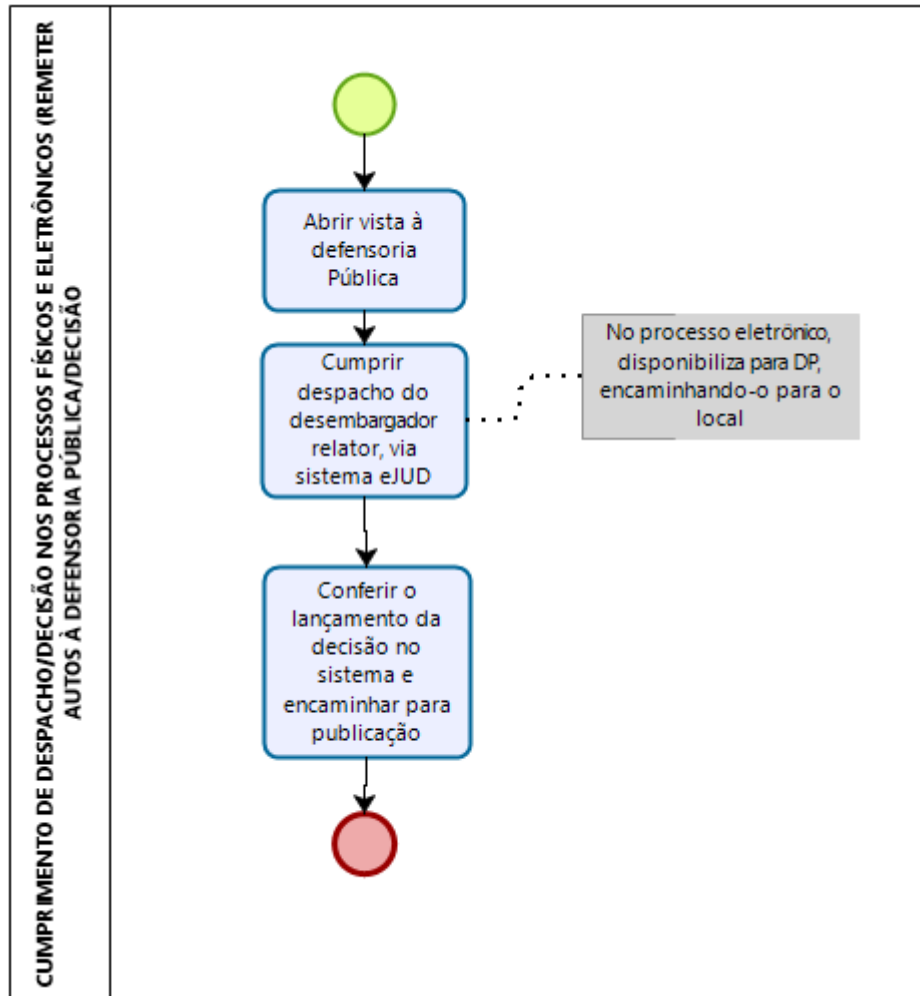 CUMPRIMENTO DE DESPACHO/DECISÃO NOS PROCESSOS FÍSICOS E ELETRÔNICOS (REMETER
AUTOS À DEFENSORIA PÚBLICA/DECISÃO
Abrir vista à
defensoria
Pública
Cumprir
despacho do
desembargador
relator, via
sistema eJUD
No processo eletrônico,
disponibiliza para DP,
encaminhando-o para o
local
Conferir o
lançamento da
decisão no
sistema e
encaminhar para
publicação